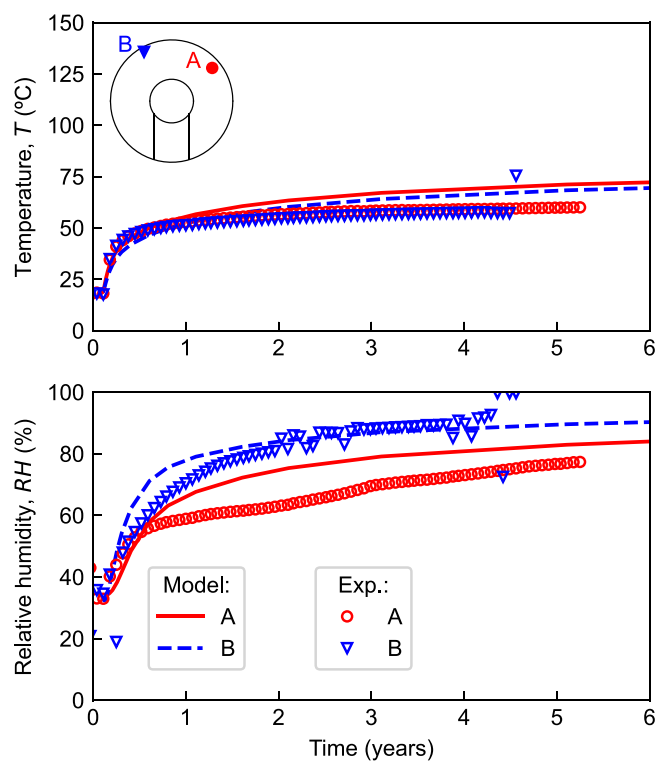 150
125
100
75
50
25
0
Temperature, T (ºC)
B
A
0 1 2 3 4 5 6
100
80
60
40
20
0
Relative humidity, RH (%)
Model:
A
B
Exp.:
A
B
0 1 2 3 4 5 6
Time (years)